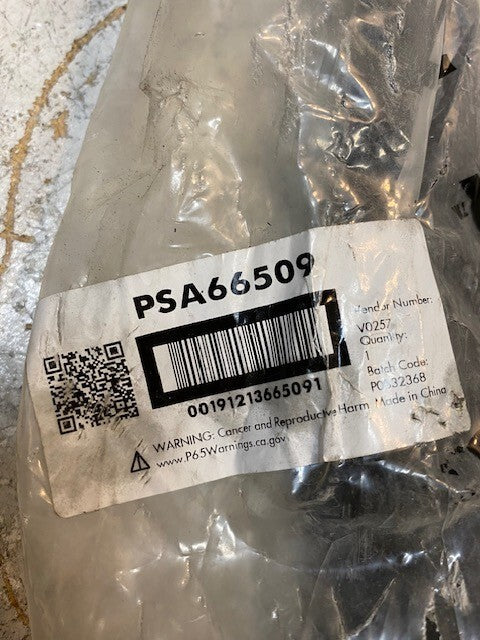 PSA66509
00191213665091
Vendor Number:
V0257
Quantity:
1
Batch Code:
P0532368
WARNING: Cancer and Reproductive Harm Made in China
www.P65Warnings.ca.gov